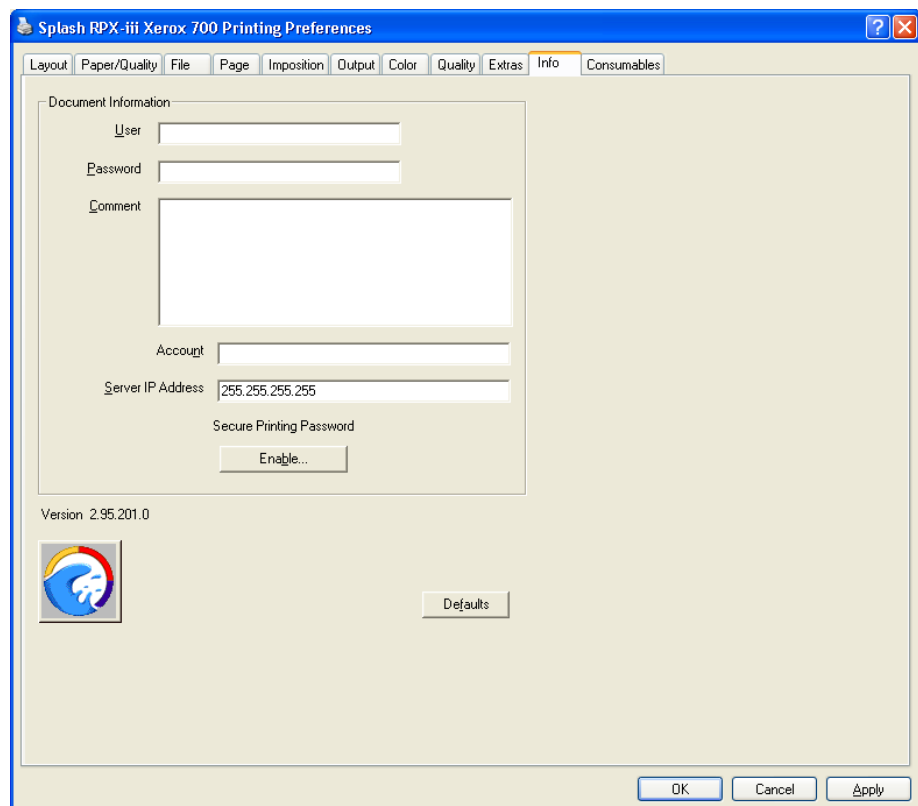 Splash RPX-iii Xerox 700 Printing Preferences
Layout Paper/Quality File Page Imposition Output Color Quality Extras Info Consumables
Document Information
User
Password
Comment
Account
Server IP Address 255.255.255.255
Secure Printing Password
Enable...
Version 2.95.201.0
Defaults
OK Cancel Apply